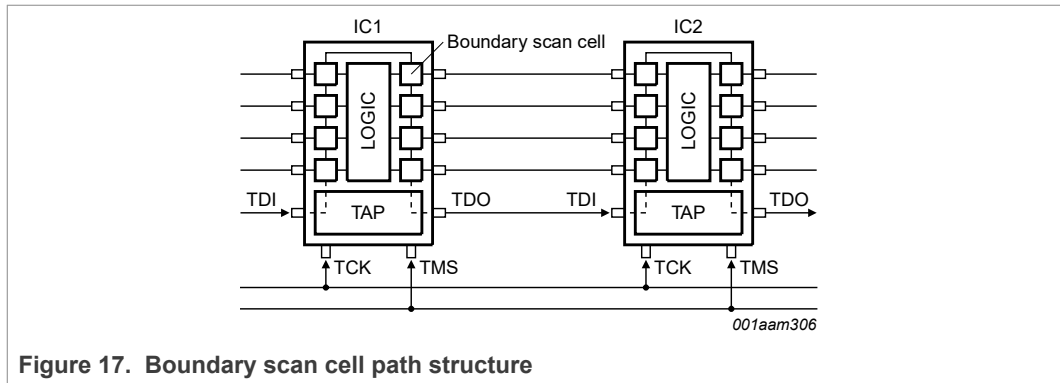 IC1 IC2
Boundary scan cell
LOGIC LOGIC
TDI TAP TDO TDI TAP TDO
TCK TMS TCK TMS
001aam306
Figure 17. Boundary scan cell path structure